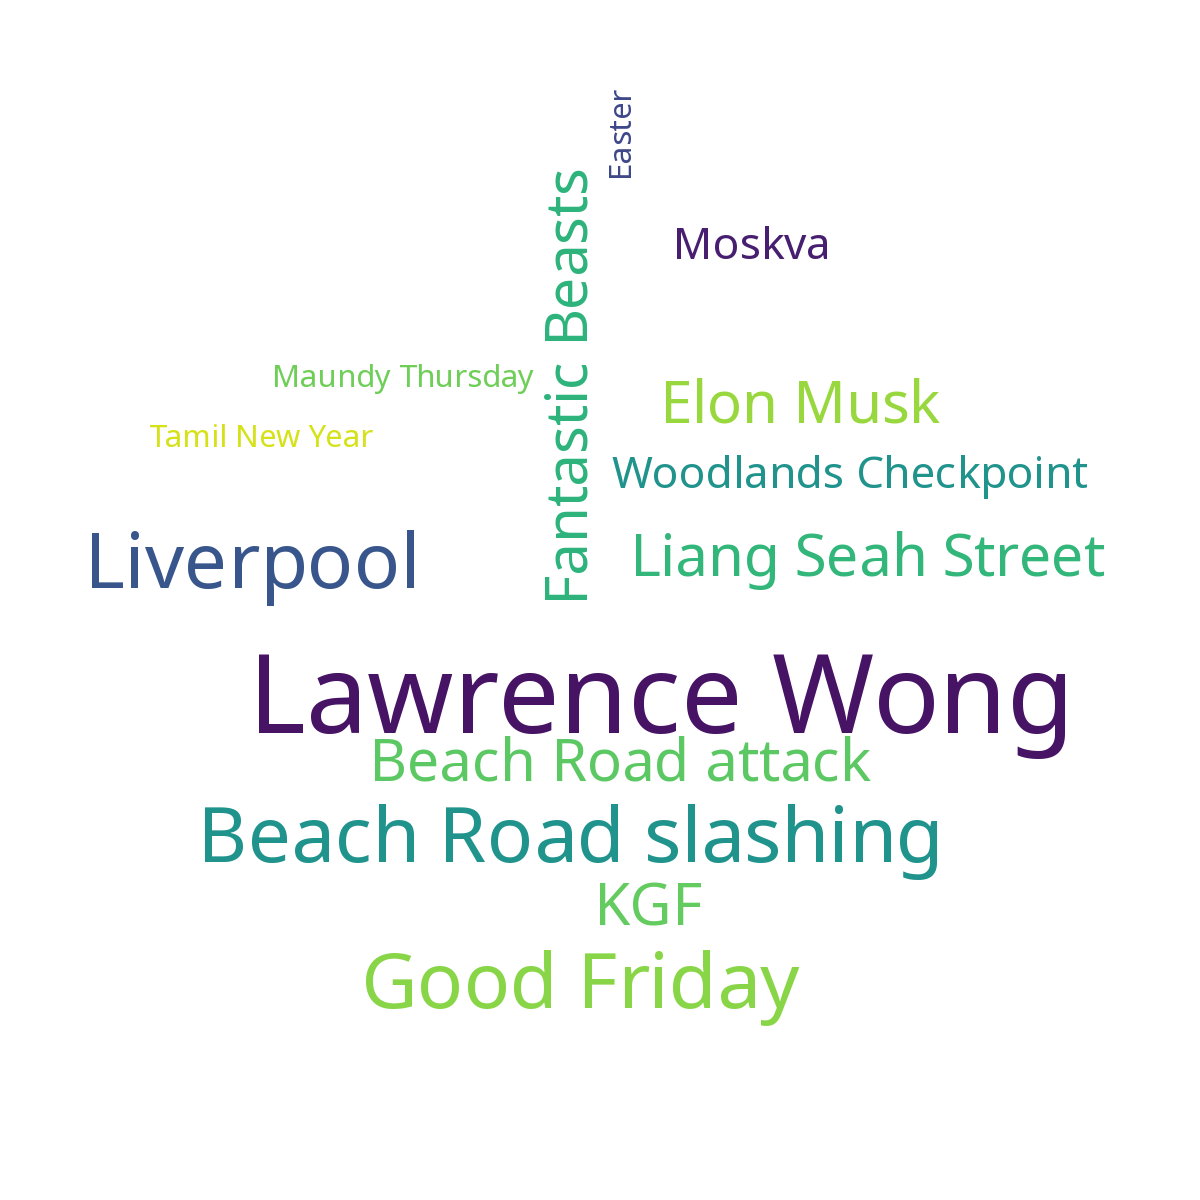 Easter
Fantastic Beasts
Moskva
Maundy Thursday
Elon Musk
Tamil New Year
Woodlands Checkpoint
Liverpool
Liang Seah Street
Lawrence Wong
Beach Road attack
Beach Road slashing
KGF
Good Friday